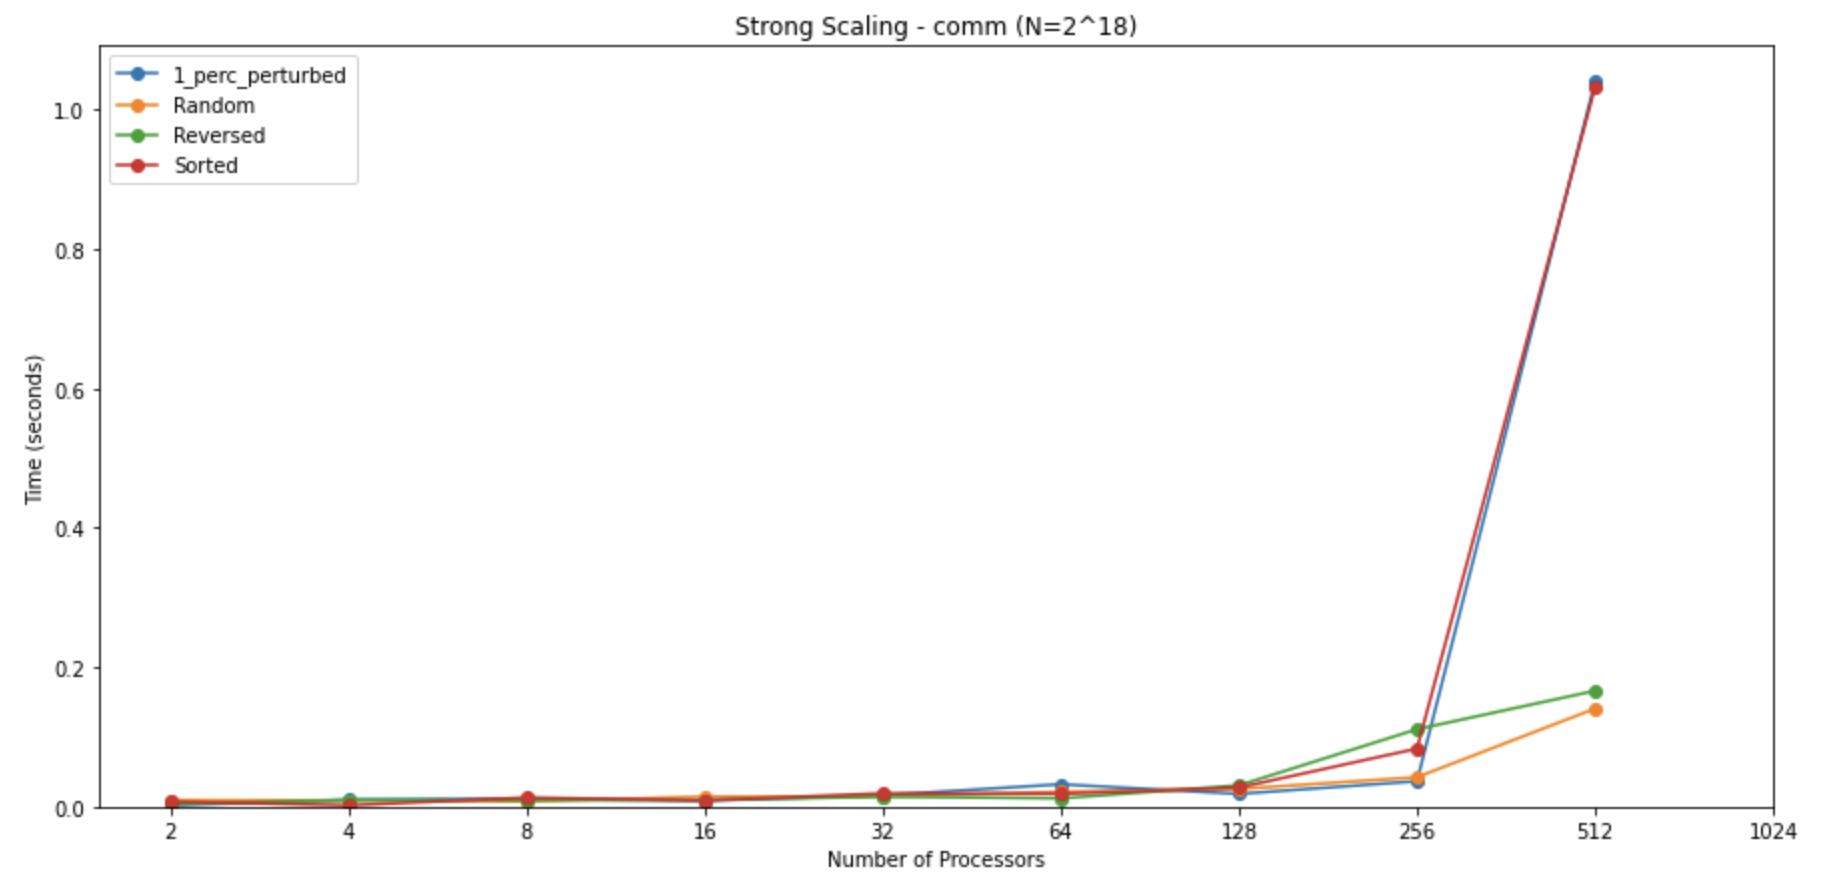 Strong Scaling - comm (N=2^18)
1_perc_perturbed
Random
Reversed
Sorted
1.0
0.8
0.6
0.4
0.2
0.0
Time (seconds)
2 4 8 16 32 64 128 256 512 1024
Number of Processors